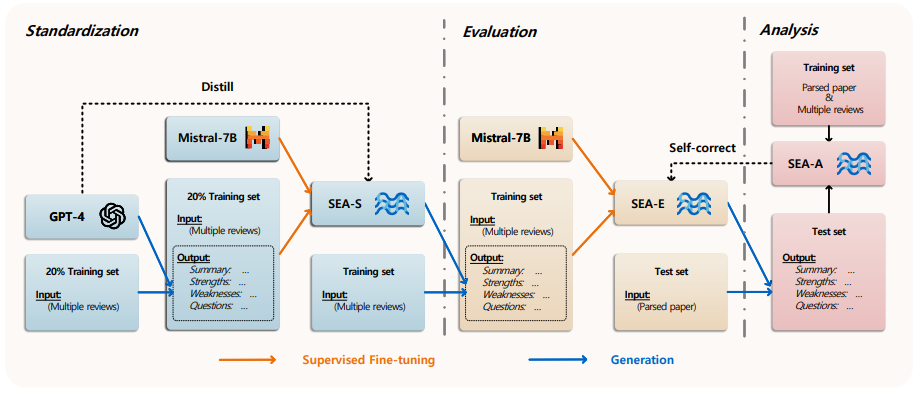 Standardization
Evaluation
Analysis
Distill
Mistral-7B
GPT-4
20% Training set
Input:
(Multiple reviews)
20% Training set
Input:
(Multiple reviews)
Output:
Summary: ...
Strengths: ...
Weaknesses: ...
Questions: ...
SEA-S
Training set
Input:
(Multiple reviews)
Mistral-7B
Training set
Input:
(Multiple reviews)
Output:
Summary: ...
Strengths: ...
Weaknesses: ...
Questions: ...
Self-correct
SEA-E
Test set
Input:
(Parsed paper)
Training set
Parsed paper
&
Multiple reviews
SEA-A
Test set
Output:
Summary: ...
Strengths: ...
Weaknesses: ...
Questions: ...
Supervised Fine-tuning
Generation